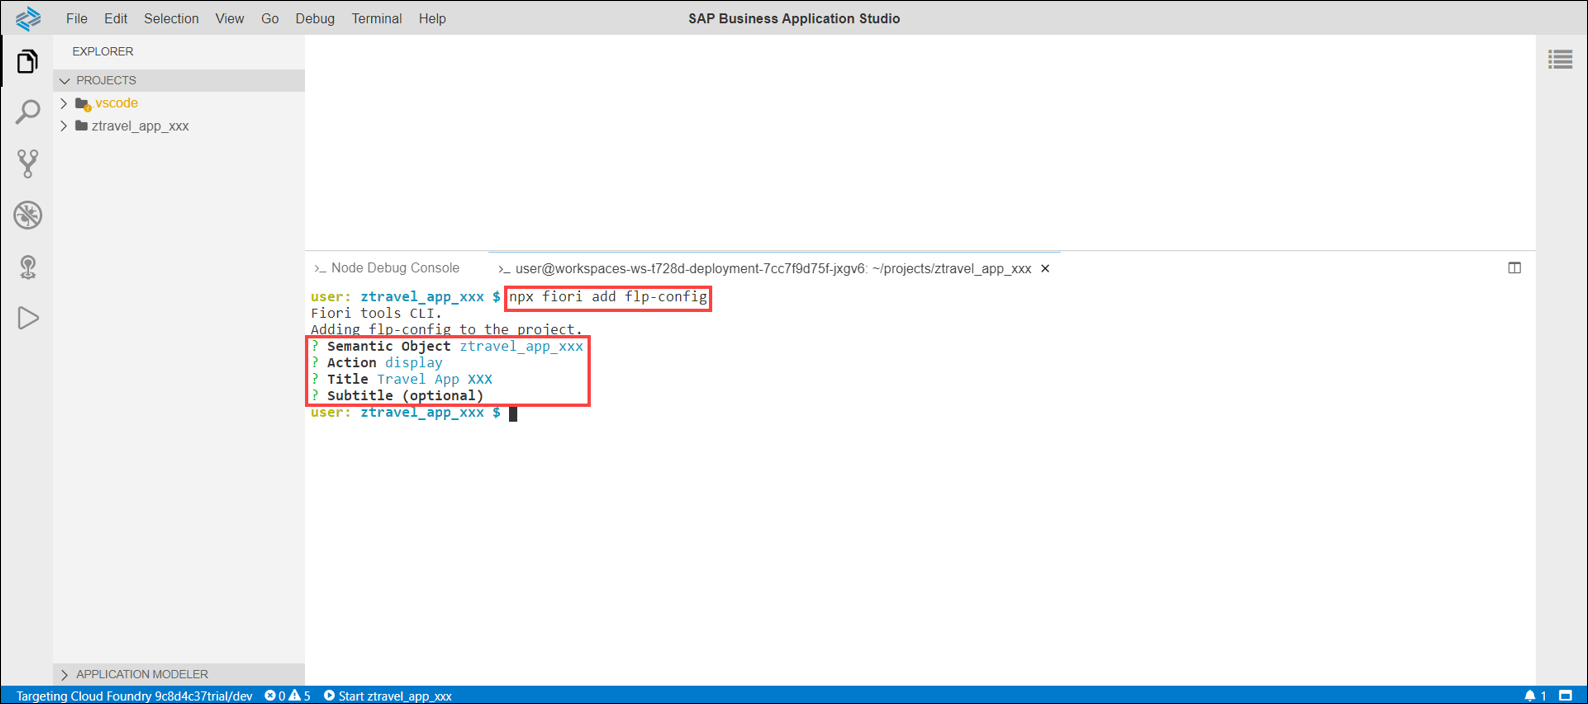 File Edit Selection View Go Debug Terminal Help
SAP Business Application Studio
EXPLORER
PROJECTS
.vscode
ztravel_app_xxx
>_ Node Debug Console
>_ user@workspaces-ws-t728d-deployment-7cc7f9d75f-jxgv6: ~/projects/ztravel_app_xxx ×
user: ztravel_app_xxx $ npx fiori add flp-config
Fiori tools CLI.
Adding flp-config to the project.
? Semantic Object ztravel_app_xxx
? Action display
? Title Travel App XXX
? Subtitle (optional)
user: ztravel_app_xxx $
APPLICATION MODELER
Targeting Cloud Foundry 9c8d4c37trial/dev 0 5 Start ztravel_app_xxx 1